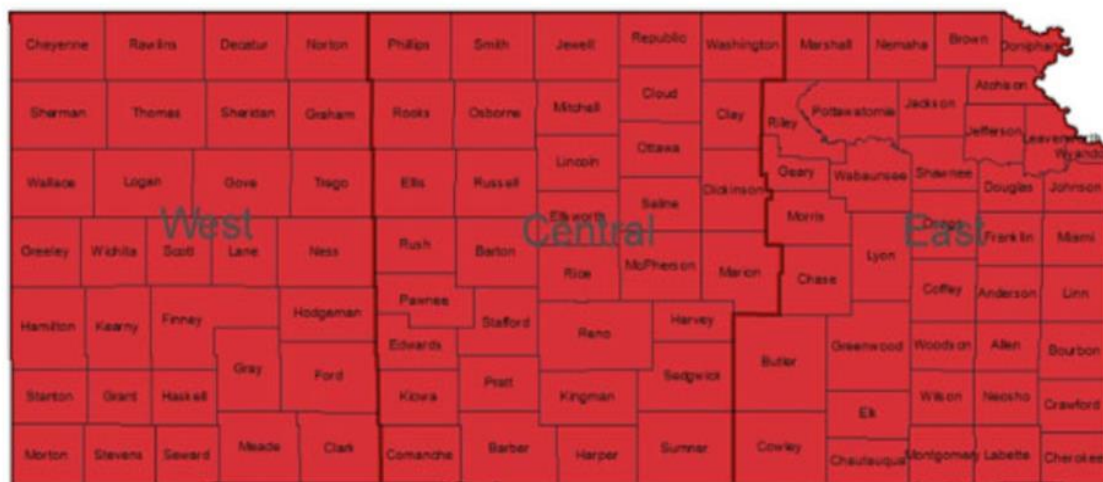 Cheyenne Rawlins Decatur Norton Phillips Smith Jewell Republic Washington Marshall Nemaha Brown Doniphan
Sherman Thomas Sheridan Graham Rooks Osborne Mitchell Cloud Clay Riley Pottawatomie Jackson Atchison
Jefferson Leavenworth
Wyandotte
Lincoln Ottawa
Wallace Logan Gove Trego Ellis Russell Dickinson Geary Wabaunsee Shawnee Douglas Johnson
Ellsworth Saline Morris Osage
West Central East
Greeley Wichita Scott Lane Ness Rush Barton Rice McPherson Marion Chase Lyon Franklin Miami
Hamilton Kearny Finney Hodgeman Pawnee Stafford Reno Harvey Coffey Anderson Linn
Edwards Butler Greenwood Woodson Allen Bourbon
Gray Ford
Stanton Grant Haskell Kiowa Pratt Kingman Sedgwick Elk Wilson Neosho Crawford
Morton Stevens Seward Meade Clark Comanche Barber Harper Sumner Cowley Chautauqua Montgomery Labette Cherokee